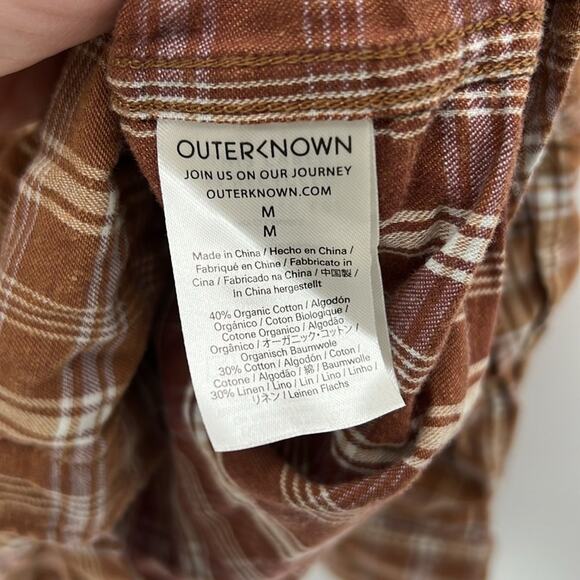 OUTERKNOWN
JOIN US ON OUR JOURNEY
OUTERKNOWN.COM
M
M
Made in China / Hecho en China /
Fabriqué en Chine / Fabbricato in
Cina / Fabricado na China / 中国製 /
In China hergestellt
40% Organic Cotton / Algodón
Orgánico / Coton Biologique /
Cotone Organico / Algodão
Orgânico / オーガニック・コットン /
Organisch Baumwole
30% Cotton / Algodón / Coton /
Cotone / Algodão / 綿 / Baumwolle
30% Linen / Lino / Lin / Lino / Linho /
リネン / Leinen Flachs